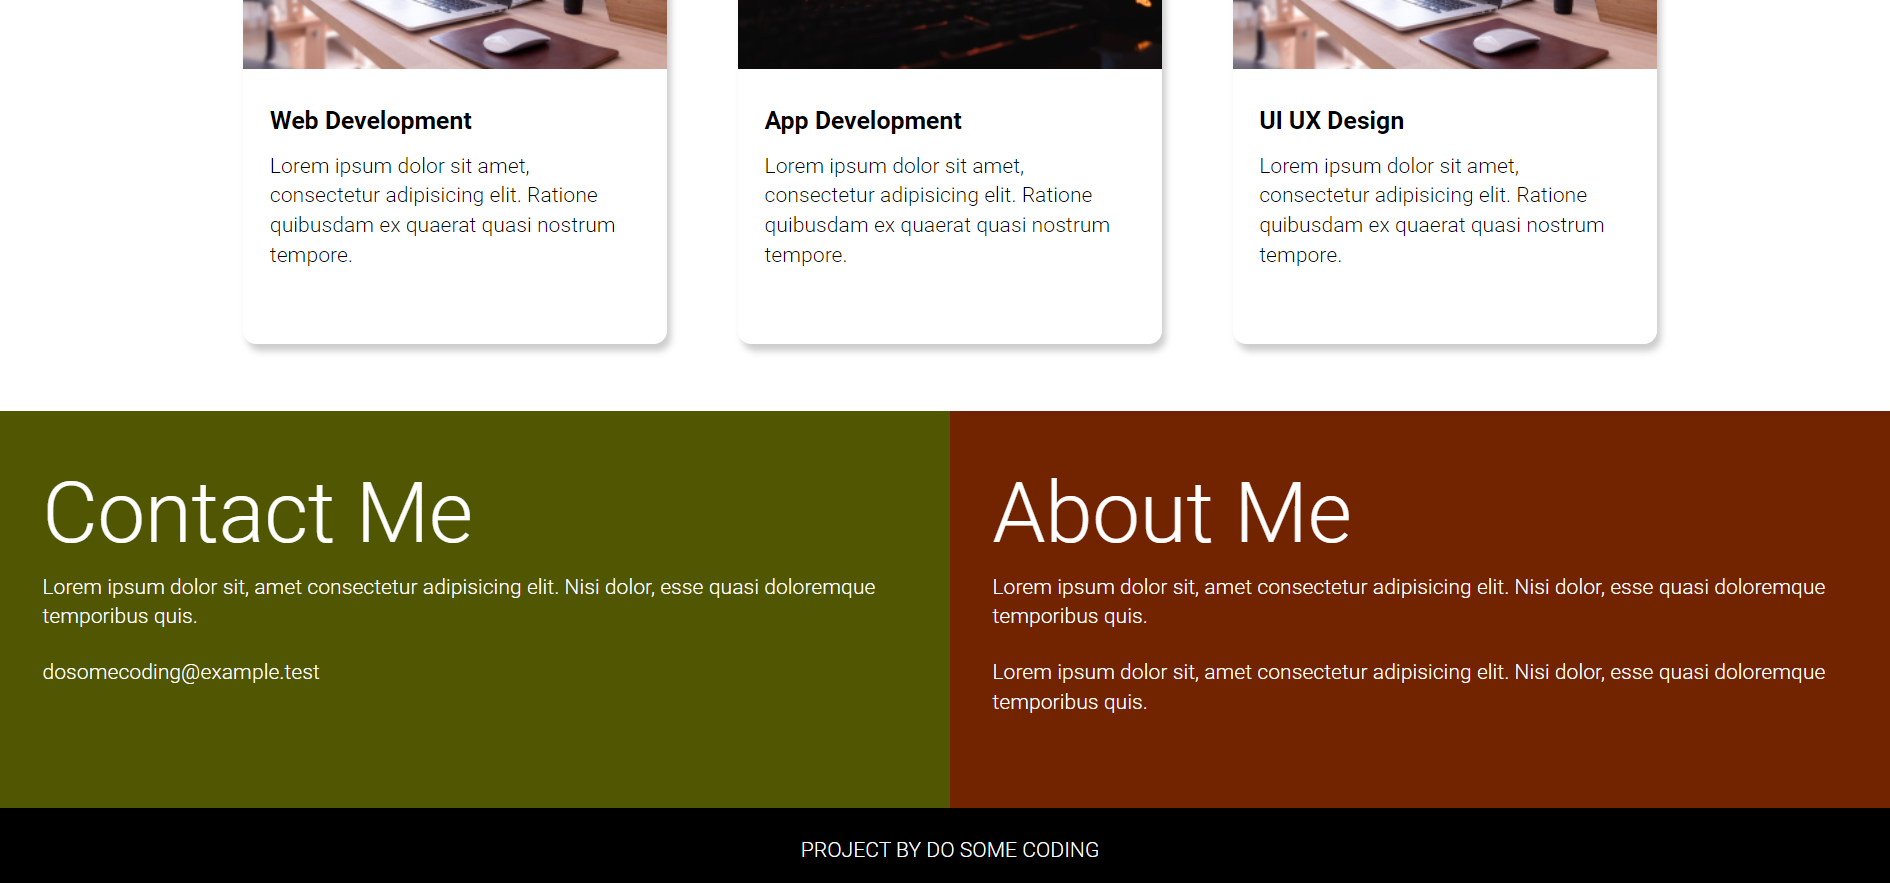 Web Development
Lorem ipsum dolor sit amet,
consectetur adipisicing elit. Ratione
quibusdam ex quaerat quasi nostrum
tempore.
App Development
Lorem ipsum dolor sit amet,
consectetur adipisicing elit. Ratione
quibusdam ex quaerat quasi nostrum
tempore.
UI UX Design
Lorem ipsum dolor sit amet,
consectetur adipisicing elit. Ratione
quibusdam ex quaerat quasi nostrum
tempore.
Contact Me
Lorem ipsum dolor sit, amet consectetur adipisicing elit. Nisi dolor, esse quasi doloremque
temporibus quis.
dosomecoding@example.test
About Me
Lorem ipsum dolor sit, amet consectetur adipisicing elit. Nisi dolor, esse quasi doloremque
temporibus quis.
Lorem ipsum dolor sit, amet consectetur adipisicing elit. Nisi dolor, esse quasi doloremque
temporibus quis.
PROJECT BY DO SOME CODING